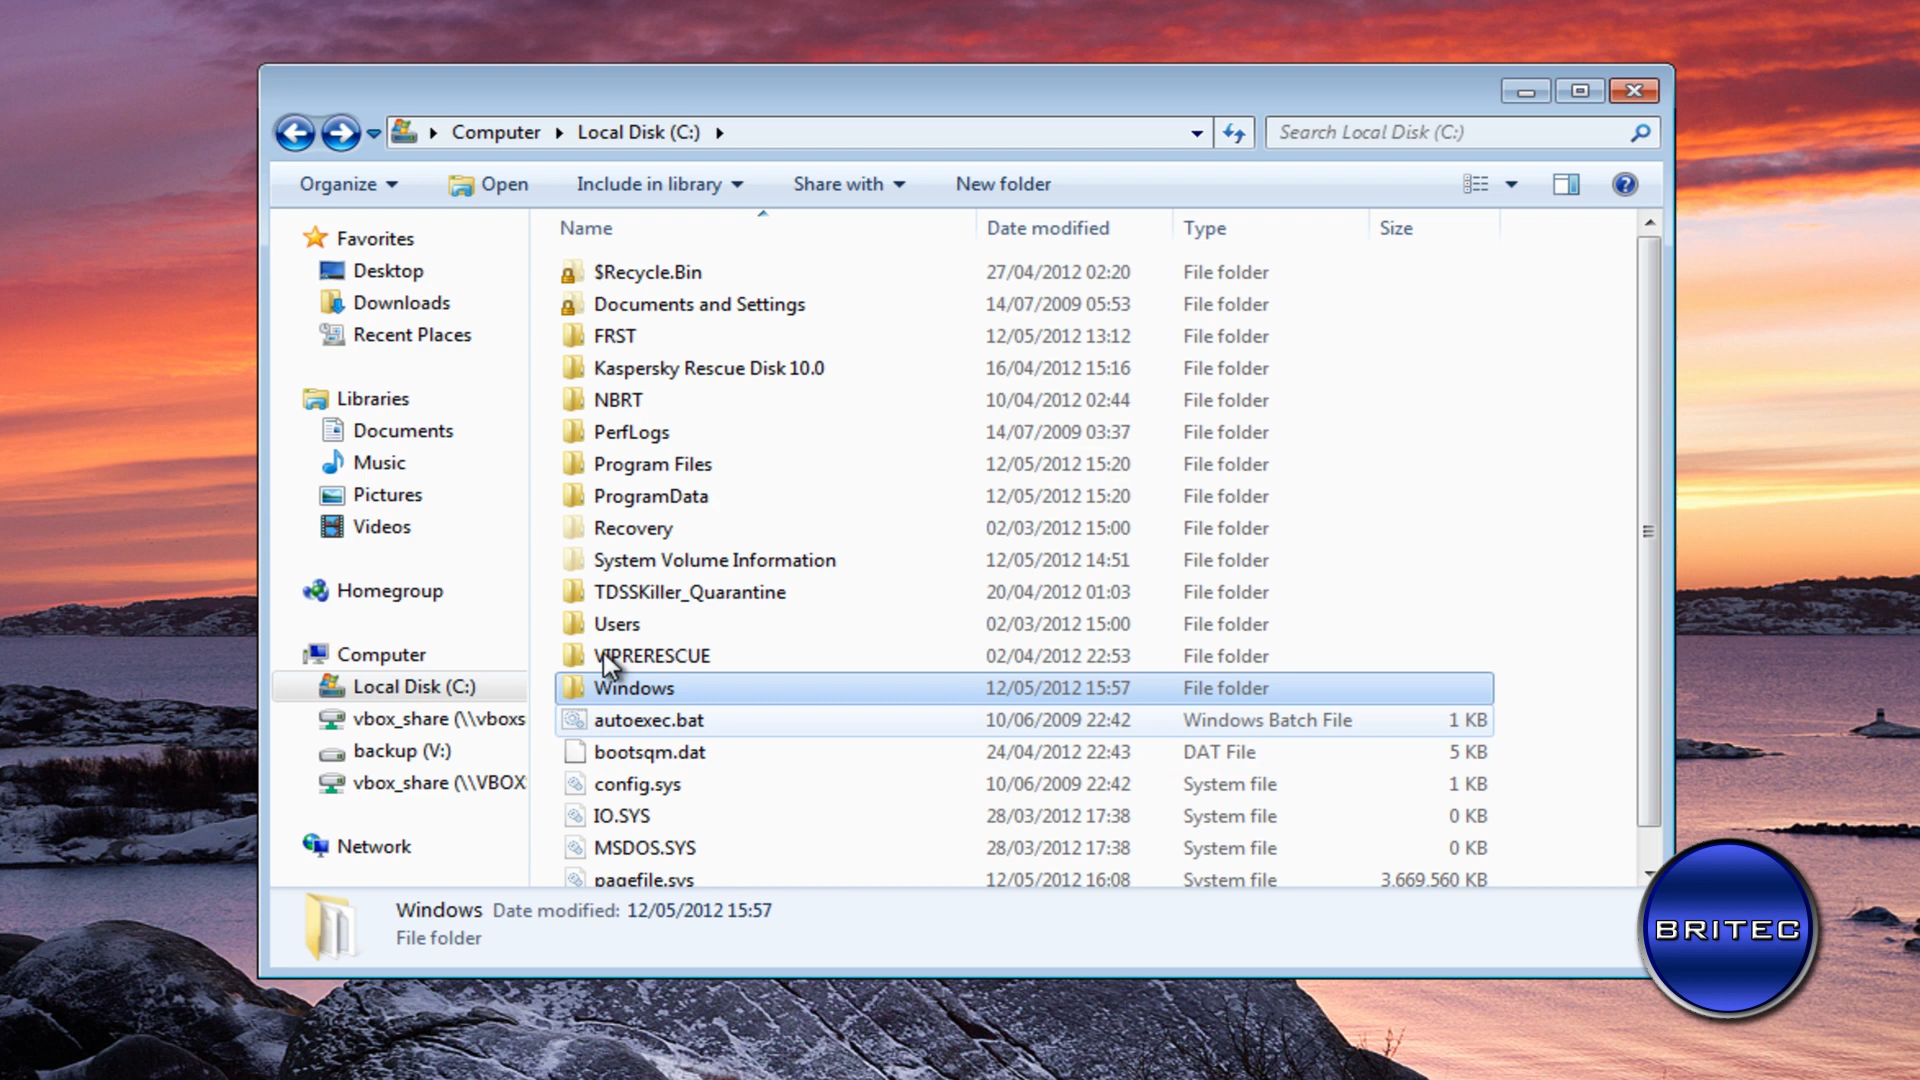 Computer
Local Disk (C:)
Search Local Disk (C:)
Organize
Open
Include in library
Share with
New folder
Favorites
Desktop
Downloads
Recent Places
Libraries
Documents
Music
Pictures
Videos
Homegroup
Computer
Local Disk (C:)
vbox_share (\\vboxs
backup (V:)
vbox_share (\\VBOX
Network
Name Date modified Type Size
$Recycle.Bin 27/04/2012 02:20 File folder
Documents and Settings 14/07/2009 05:53 File folder
FRST 12/05/2012 13:12 File folder
Kaspersky Rescue Disk 10.0 16/04/2012 15:16 File folder
NBRT 10/04/2012 02:44 File folder
PerfLogs 14/07/2009 03:37 File folder
Program Files 12/05/2012 15:20 File folder
ProgramData 12/05/2012 15:20 File folder
Recovery 02/03/2012 15:00 File folder
System Volume Information 12/05/2012 14:51 File folder
TDSSKiller_Quarantine 20/04/2012 01:03 File folder
Users 02/03/2012 15:00 File folder
VIPRERESCUE 02/04/2012 22:53 File folder
Windows 12/05/2012 15:57 File folder
autoexec.bat 10/06/2009 22:42 Windows Batch File 1 KB
bootsqm.dat 24/04/2012 22:43 DAT File 5 KB
config.sys 10/06/2009 22:42 System file 1 KB
IO.SYS 28/03/2012 17:38 System file 0 KB
MSDOS.SYS 28/03/2012 17:38 System file 0 KB
pagefile.sys 12/05/2012 16:08 System file 3,669,560 KB
Windows Date modified: 12/05/2012 15:57
File folder
BRITEC